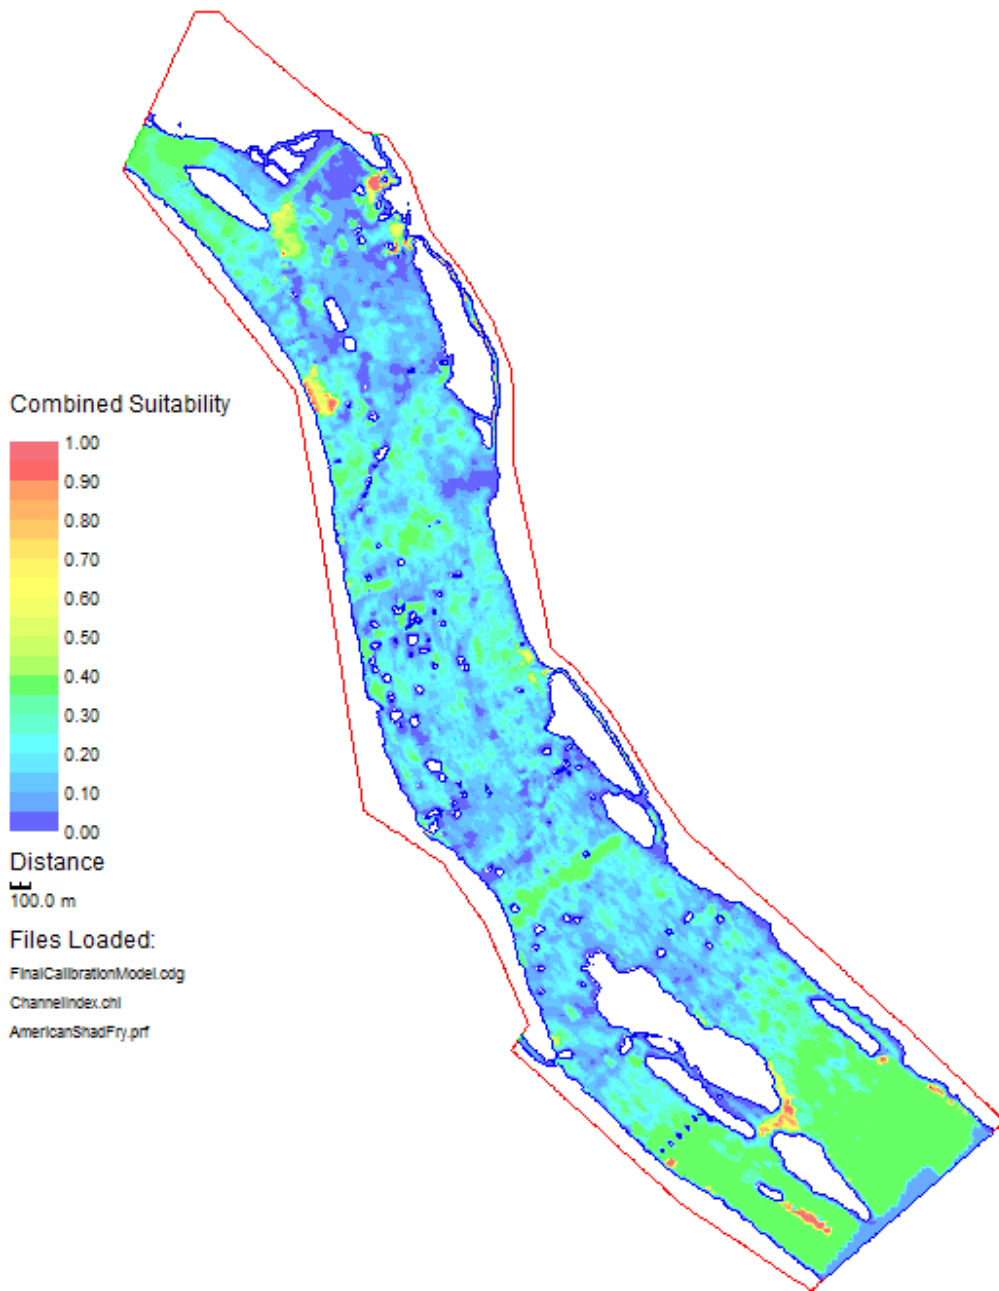 Combined Suitability
1.00
0.90
0.80
0.70
0.60
0.50
0.40
0.30
0.20
0.10
0.00
Distance
100.0 m
Files Loaded:
FinalCalibrationModel.cdg
ChannelIndex.chl
AmericanShadFry.prf